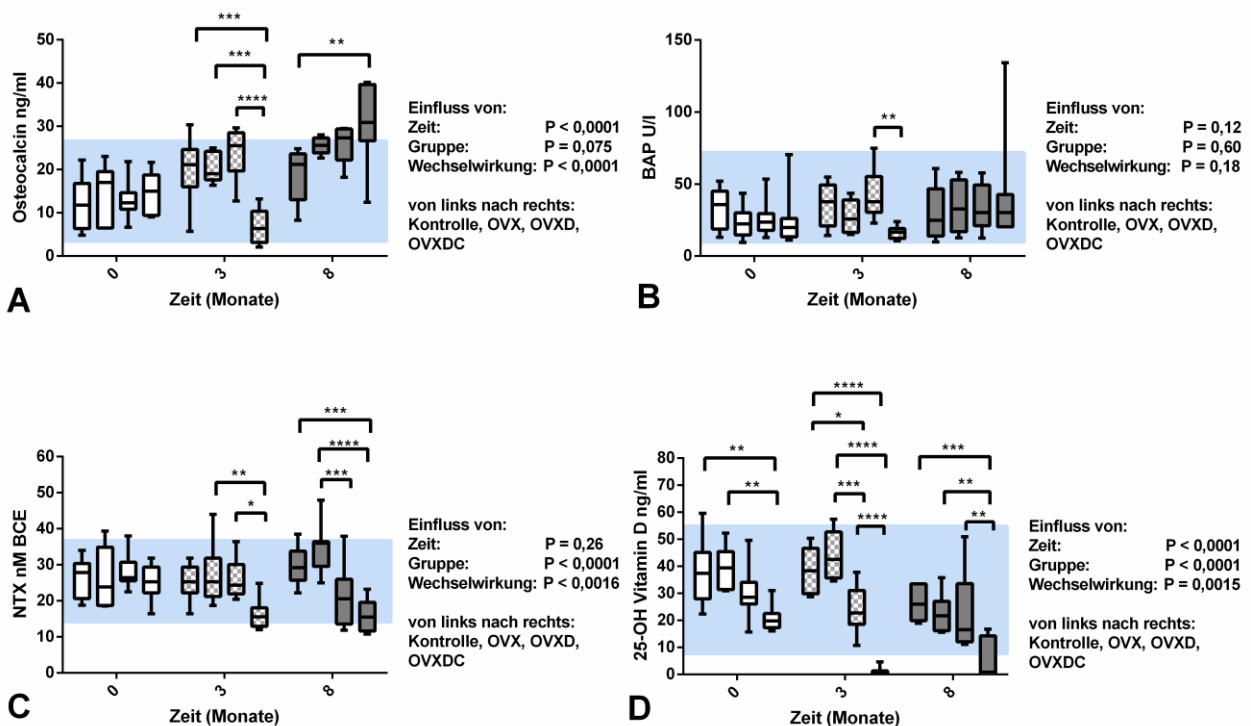 A
Osteocalcin ng/ml
50
40
30
20
10
0
***
***
****
**
0
3
8
Zeit (Monate)
Einfluss von:
Zeit: P < 0,0001
Gruppe: P = 0,075
Wechselwirkung: P < 0,0001
von links nach rechts:
Kontrolle, OVX, OVXD,
OVXDC
B
BAP U/l
150
100
50
0
**
0
3
8
Zeit (Monate)
Einfluss von:
Zeit: P = 0,12
Gruppe: P = 0,60
Wechselwirkung: P = 0,18
von links nach rechts:
Kontrolle, OVX, OVXD,
OVXDC
C
NTX nM BCE
60
50
40
30
20
10
0
**
*
***
****
***
0
3
8
Zeit (Monate)
Einfluss von:
Zeit: P = 0,26
Gruppe: P < 0,0001
Wechselwirkung: P < 0,0016
von links nach rechts:
Kontrolle, OVX, OVXD,
OVXDC
D
25-OH Vitamin D ng/ml
80
70
60
50
40
30
20
10
0
**
**
****
*
****
***
****
***
**
**
0
3
8
Zeit (Monate)
Einfluss von:
Zeit: P < 0,0001
Gruppe: P < 0,0001
Wechselwirkung: P = 0,0015
von links nach rechts:
Kontrolle, OVX, OVXD,
OVXDC